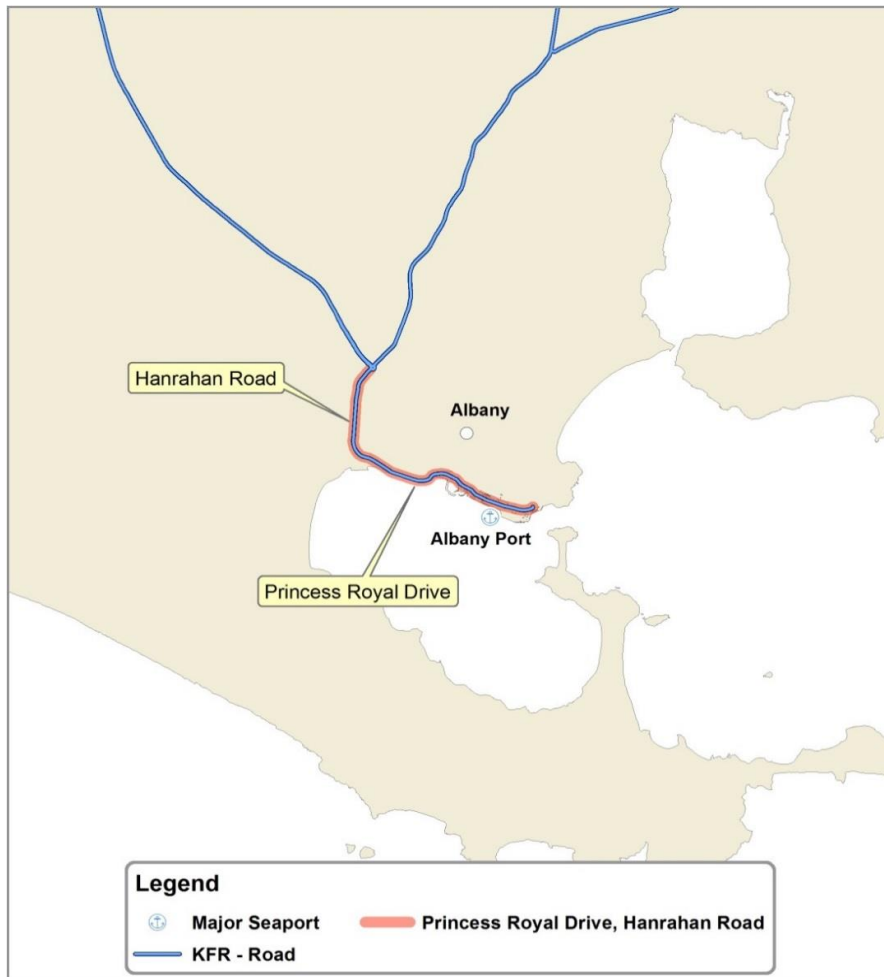 Hanrahan Road
Albany
Albany Port
Princess Royal Drive
Legend
Major Seaport
Princess Royal Drive, Hanrahan Road
KFR - Road